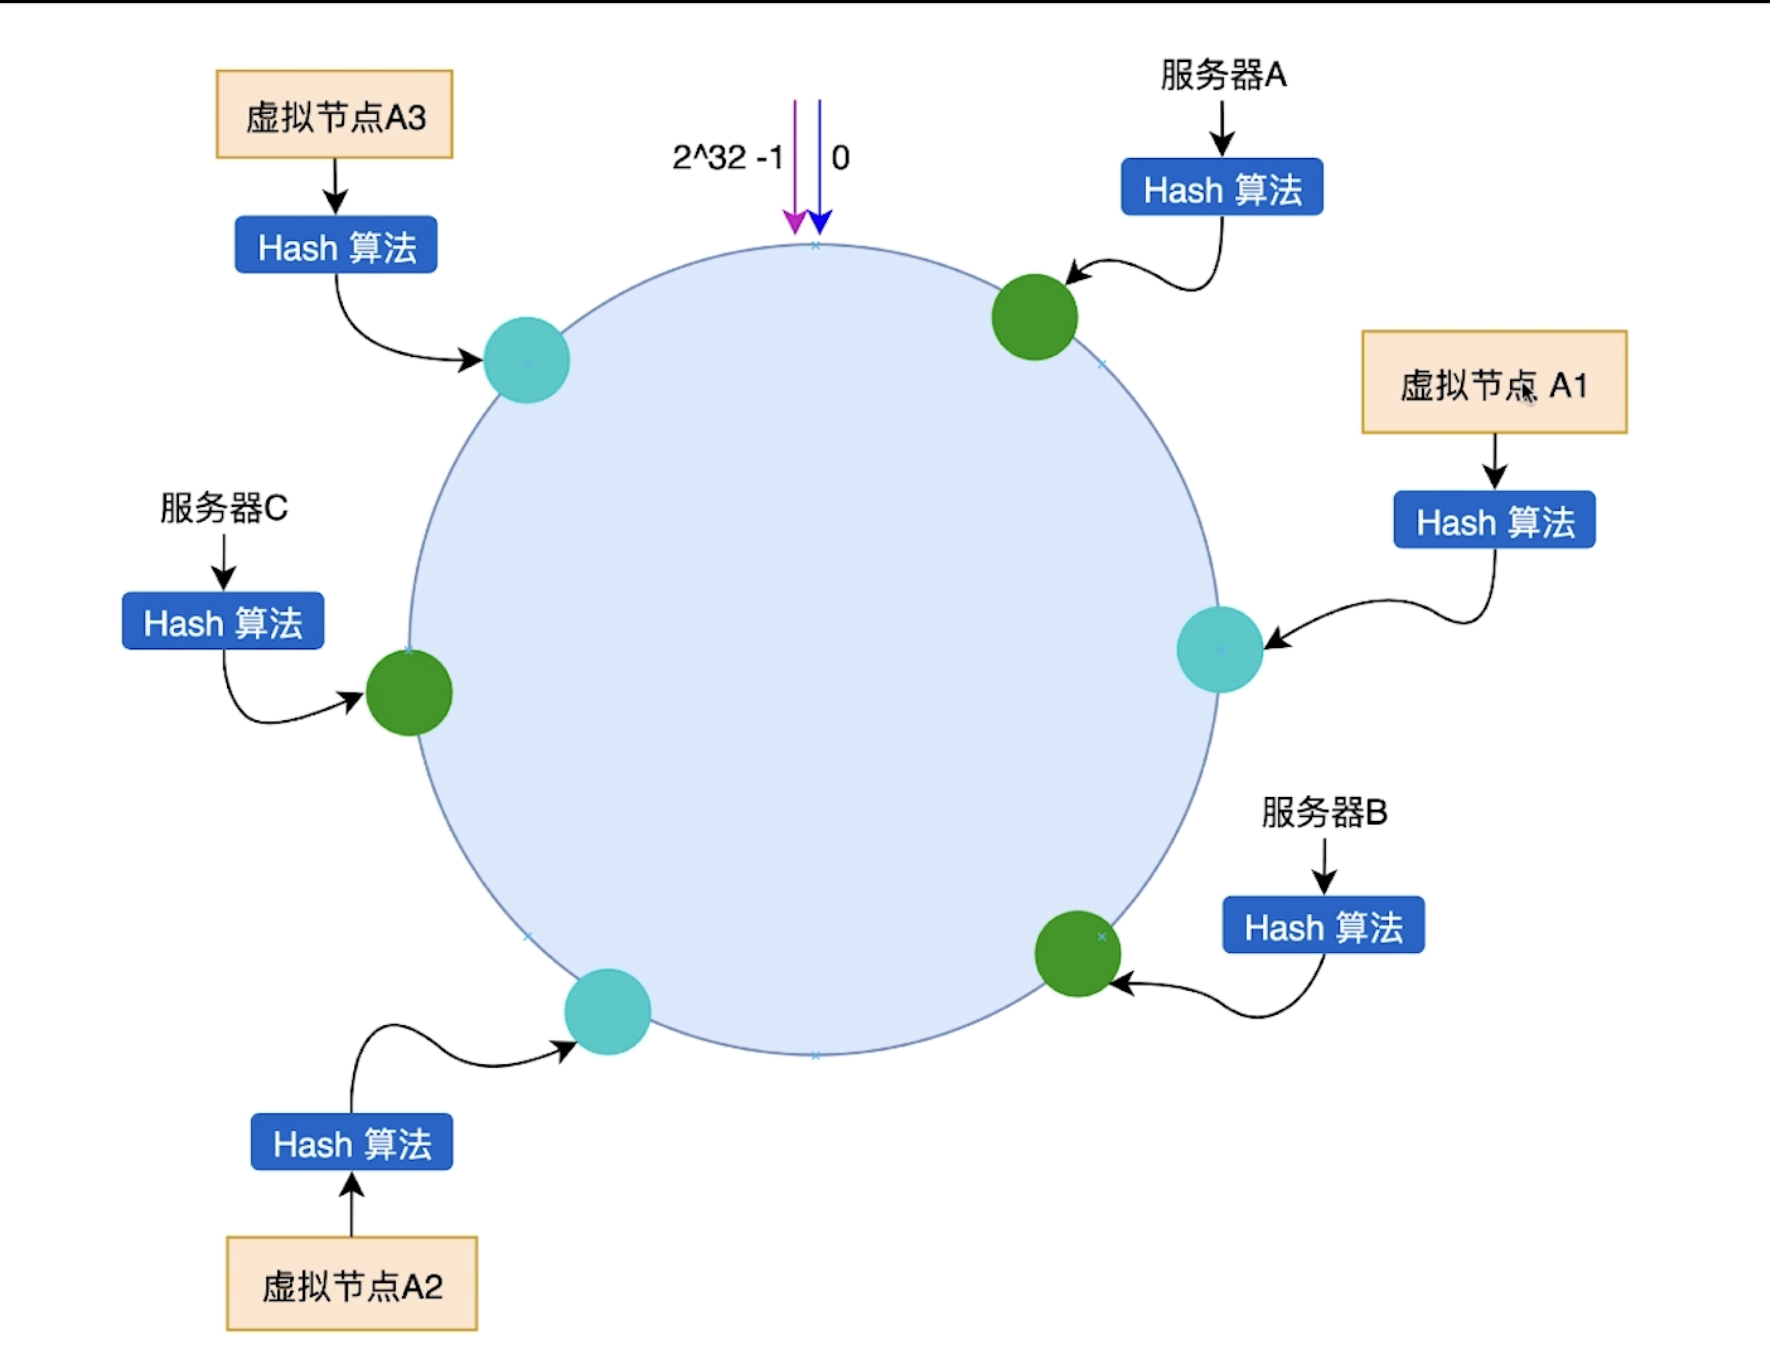 服务器A
虚拟节点A3
2^32 -1
0
Hash 算法
Hash 算法
虚拟节点 A1
服务器C
Hash 算法
Hash 算法
服务器B
Hash 算法
Hash 算法
虚拟节点A2